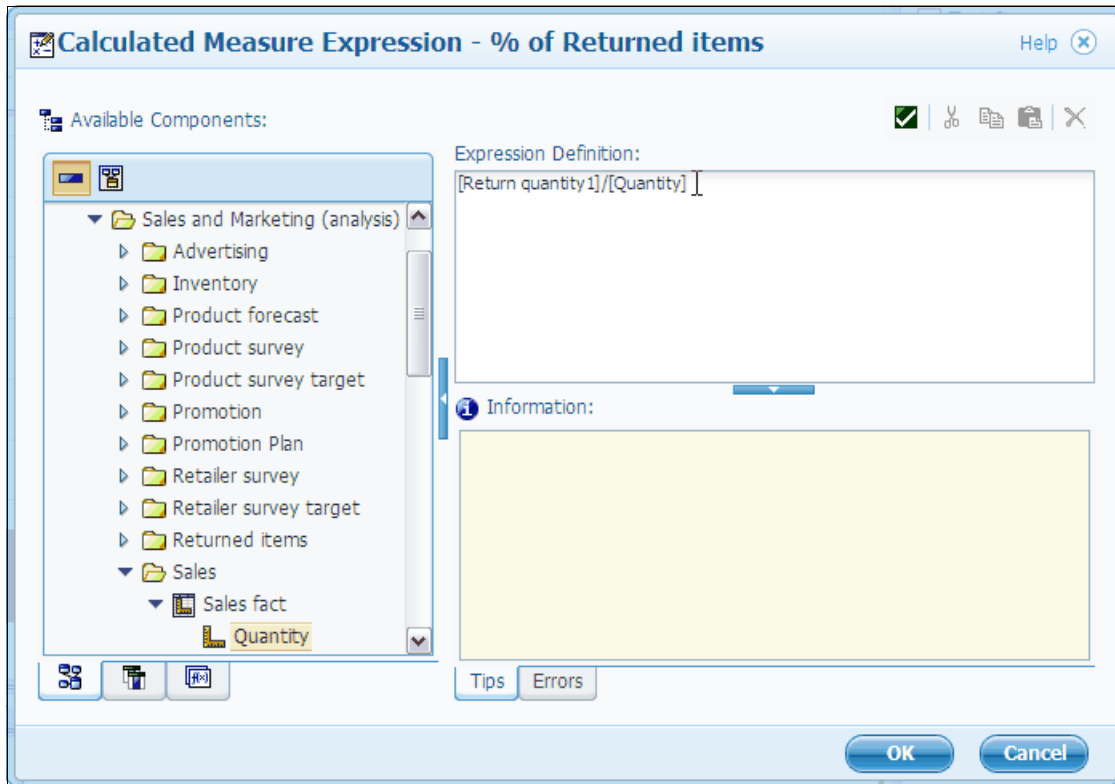 Calculated Measure Expression - % of Returned items
Help
Available Components:
Sales and Marketing (analysis)
Advertising
Inventory
Product forecast
Product survey
Product survey target
Promotion
Promotion Plan
Retailer survey
Retailer survey target
Returned items
Sales
Sales fact
Quantity
Expression Definition:
[Return quantity1]/[Quantity]
Information:
Tips
Errors
OK
Cancel